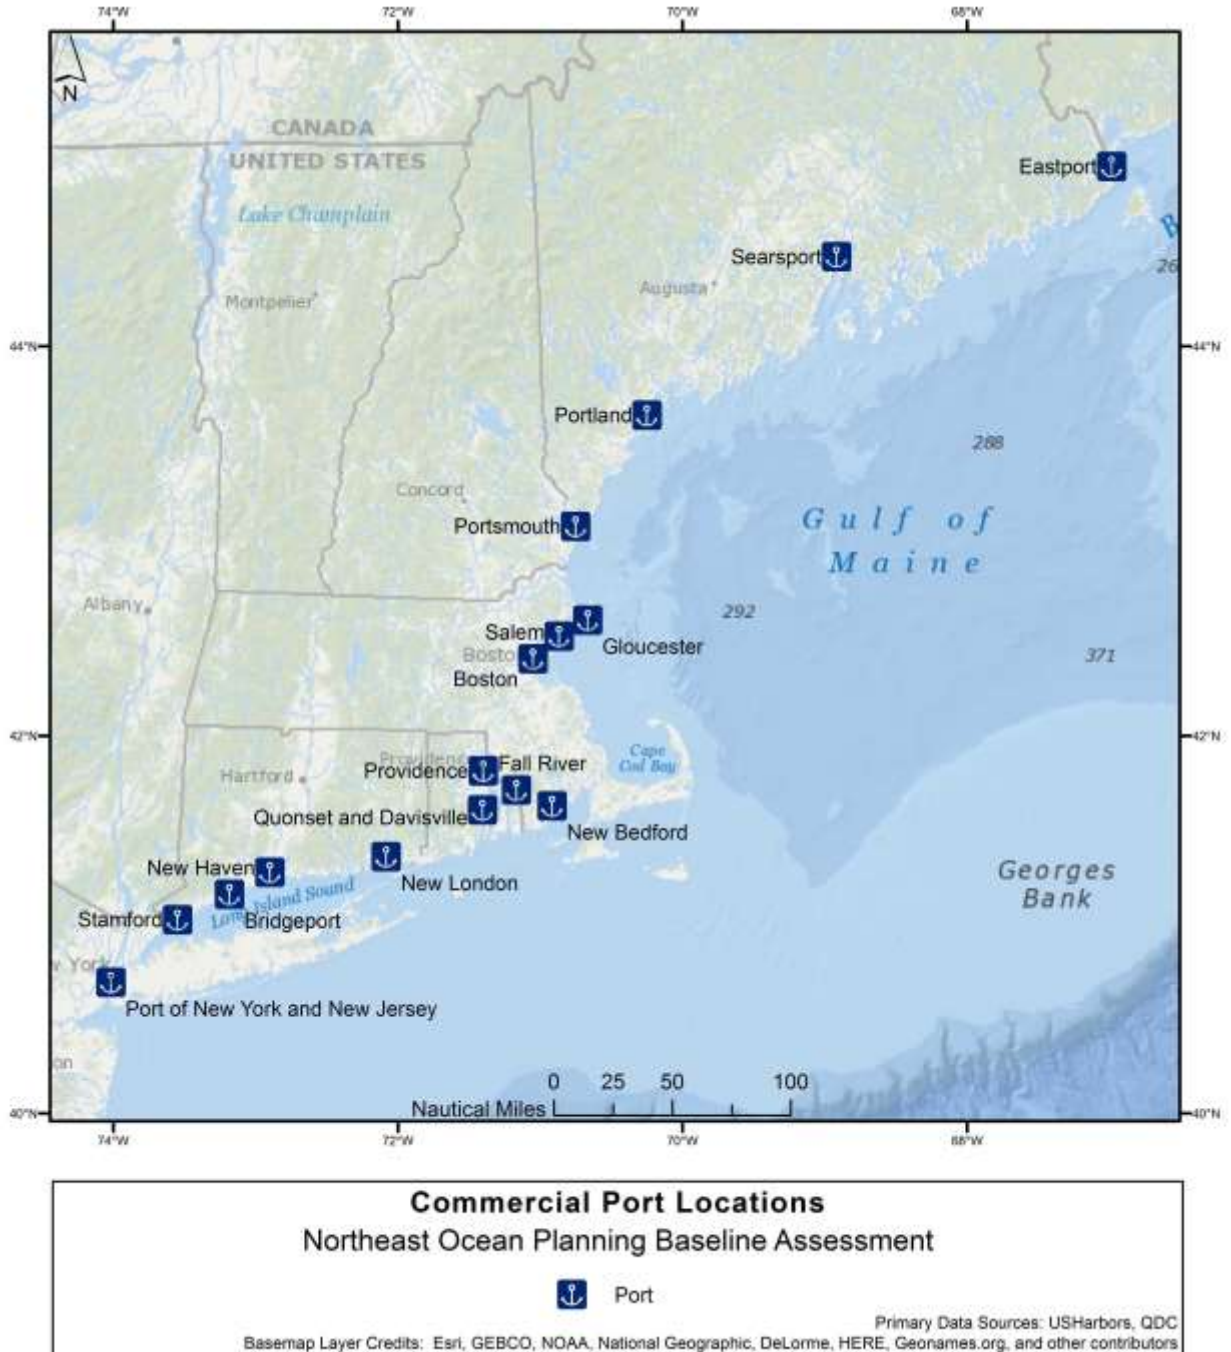 74°W 72°W 70°W 68°W
N
CANADA
UNITED STATES
Eastport
Lake Champlain
Searsport
26
Augusta
Montpelier
44°N 44°N
Portland
288
Concord
Gulf of
Portsmouth
Maine
Albany
292
Salem
Gloucester
Bosto
371
Boston
42°N 42°N
Cape
Cod Bay
Providence
Fall River
Providence
Hartford
Quonset and Davisville
New Bedford
New Haven
Georges
Bank
New London
Long Island Sound
Stamford
Bridgeport
w York
Port of New York and New Jersey
on
0 25 50 100
Nautical Miles
40°N 40°N
74°W 72°W 70°W 68°W
Commercial Port Locations
Northeast Ocean Planning Baseline Assessment
Port
Primary Data Sources: USHarbors, QDC
Basemap Layer Credits: Esri, GEBCO, NOAA, National Geographic, DeLorme, HERE, Geonames.org, and other contributors